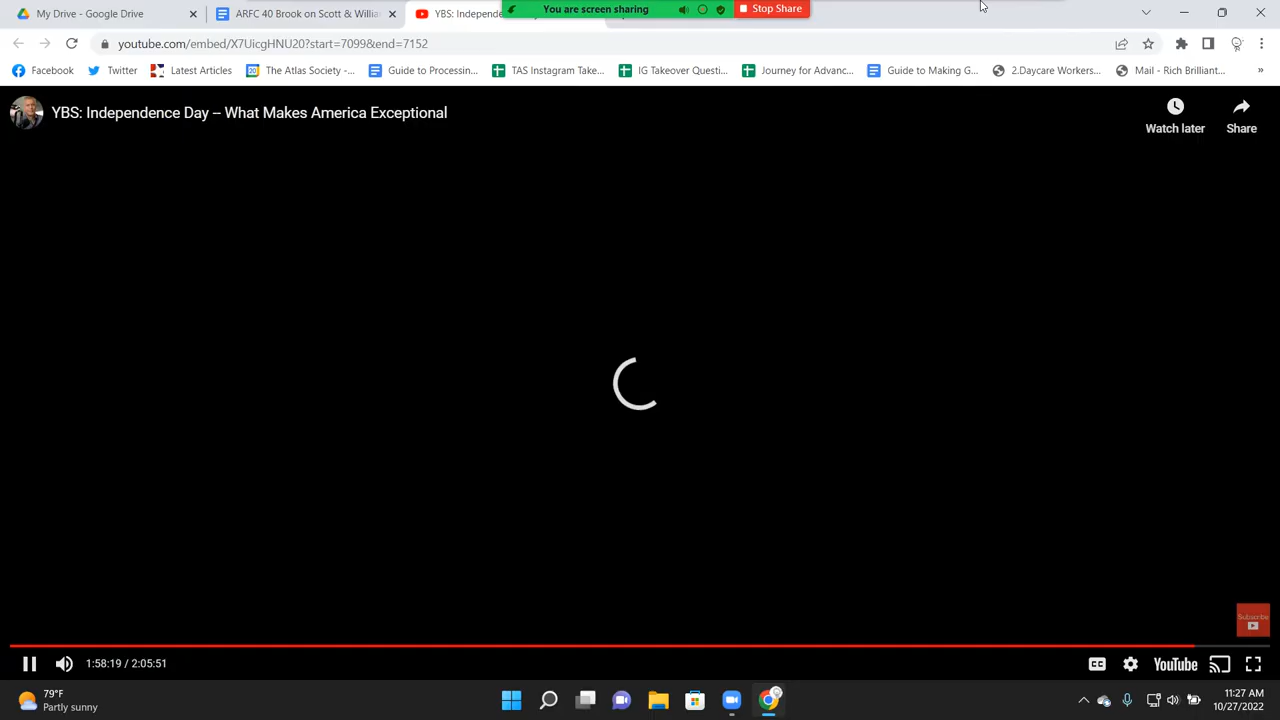 My Drive - Google Drive
ARFC 40 Brook on Scott & Willia
YBS: Independe
You are screen sharing
Stop Share
youtube.com/embed/X7UicgHNU20?start=7099&end=7152
Facebook
Twitter
Latest Articles
The Atlas Society -...
Guide to Processin...
TAS Instagram Take...
IG Takeover Questi...
Journey for Advanc...
Guide to Making G...
2.Daycare Workers...
Mail - Rich Brilliant...
»
YBS: Independence Day – What Makes America Exceptional
Watch later
Share
Subscribe
1:58:19 / 2:05:51
CC
YouTube
79°F
Partly sunny
11:27 AM
10/27/2022